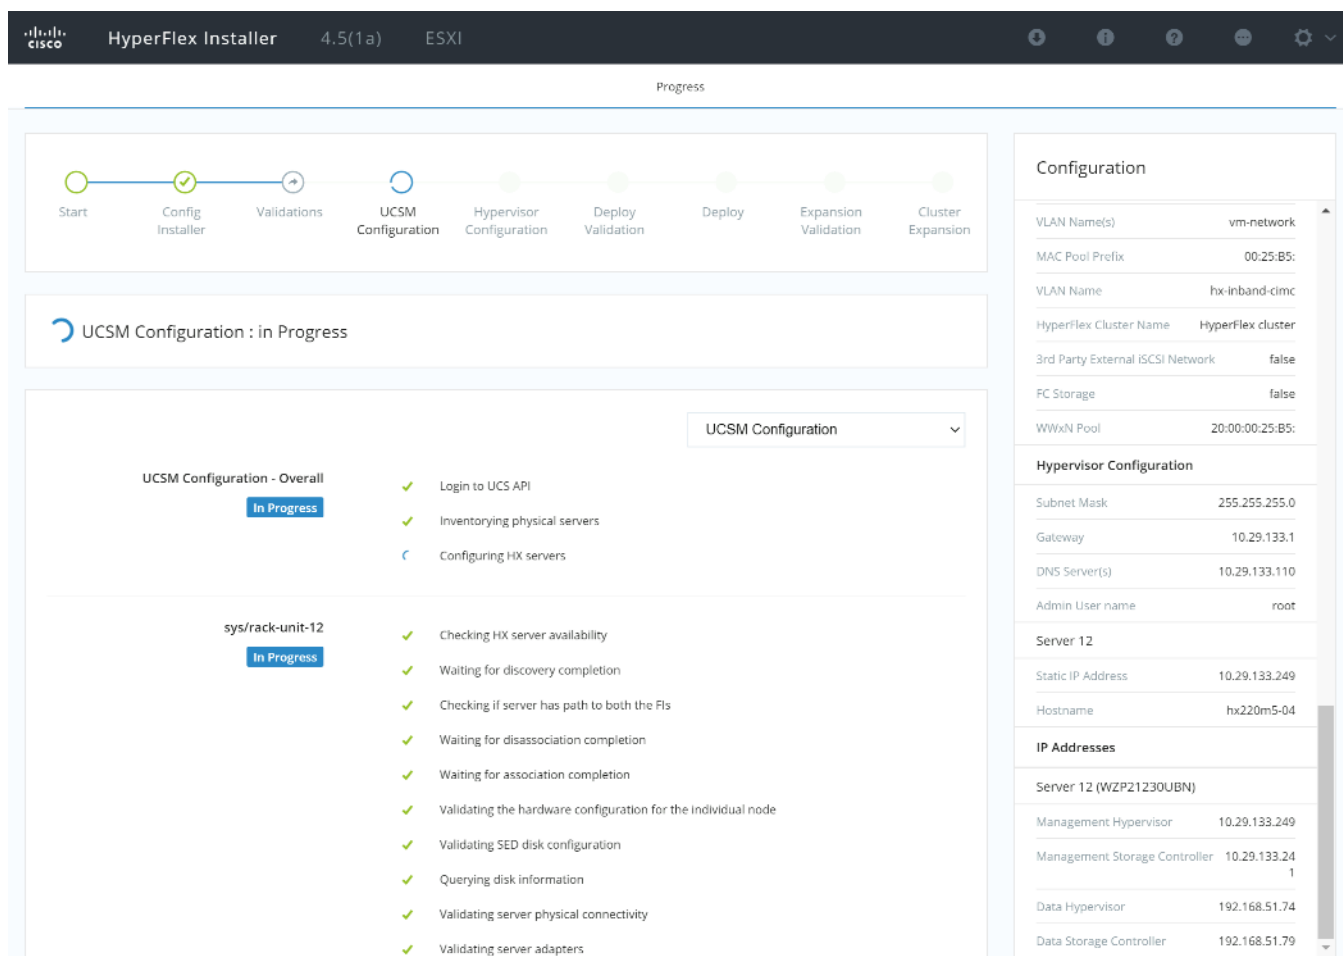 CISCO HyperFlex Installer 4.5(1a) ESXI
Progress
Start
Config
Installer
Validations
UCSM
Configuration
Hypervisor
Configuration
Deploy
Validation
Deploy
Expansion
Validation
Cluster
Expansion
UCSM Configuration : in Progress
UCSM Configuration
UCSM Configuration - Overall
In Progress
Login to UCS API
Inventorying physical servers
Configuring HX servers
sys/rack-unit-12
In Progress
Checking HX server availability
Waiting for discovery completion
Checking if server has path to both the FIs
Waiting for disassociation completion
Waiting for association completion
Validating the hardware configuration for the individual node
Validating SED disk configuration
Querying disk information
Validating server physical connectivity
Validating server adapters
Configuration
VLAN Name(s) vm-network
MAC Pool Prefix 00:25:B5:
VLAN Name hx-inband-cimc
HyperFlex Cluster Name HyperFlex cluster
3rd Party External iSCSI Network false
FC Storage false
WWxN Pool 20:00:00:25:B5:
Hypervisor Configuration
Subnet Mask 255.255.255.0
Gateway 10.29.133.1
DNS Server(s) 10.29.133.110
Admin User name root
Server 12
Static IP Address 10.29.133.249
Hostname hx220m5-04
IP Addresses
Server 12 (WZP21230UBN)
Management Hypervisor 10.29.133.249
Management Storage Controller 10.29.133.24
1
Data Hypervisor 192.168.51.74
Data Storage Controller 192.168.51.79